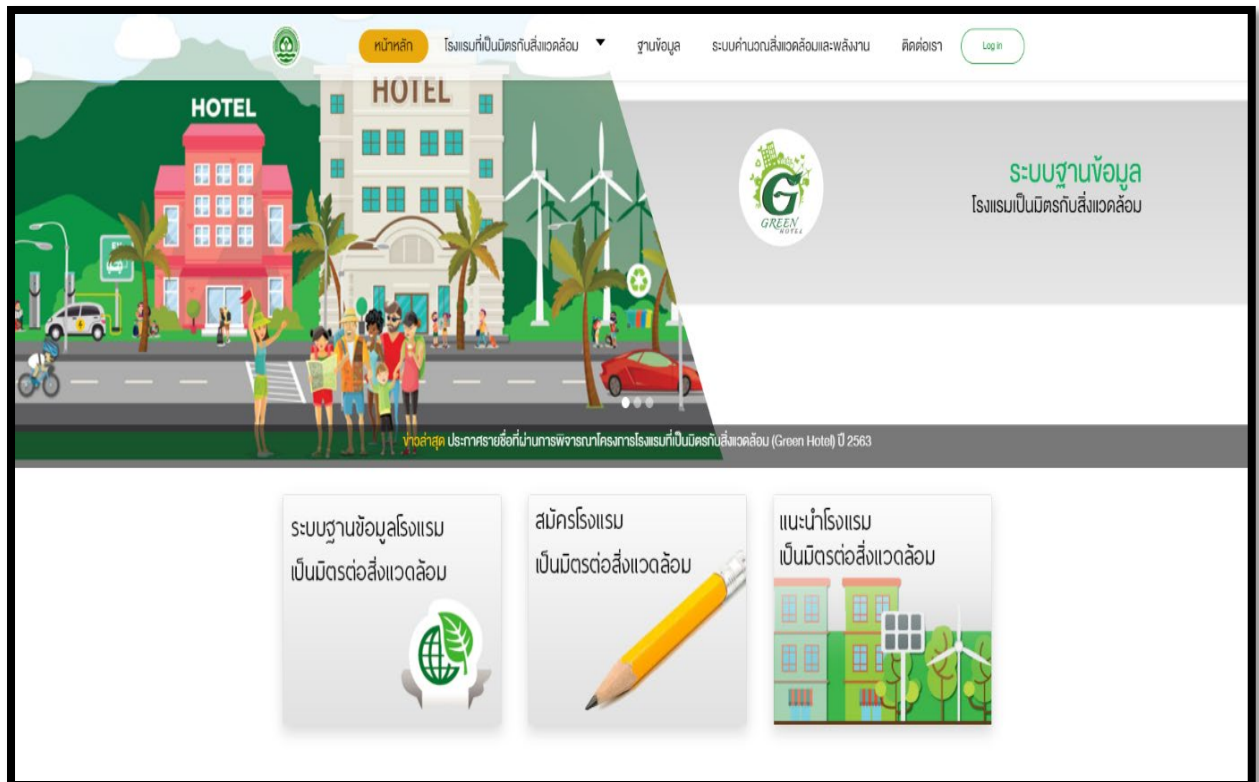 หน้าหลัก โรงแรมที่เป็นมิตรกับสิ่งแวดล้อม ฐานข้อมูล ระบบคำนวณสิ่งแวดล้อมและพลังงาน ติดต่อเรา Log in
HOTEL
HOTEL
EV
G
GREEN
HOTEL
ระบบฐานข้อมูล
โรงแรมเป็นมิตรกับสิ่งแวดล้อม
ข่าวล่าสุด ประกาศรายชื่อที่ผ่านการพิจารณาโครงการโรงแรมที่เป็นมิตรกับสิ่งแวดล้อม (Green Hotel) ปี 2563
ระบบฐานข้อมูลโรงแรม
เป็นมิตรต่อสิ่งแวดล้อม
สมัครโรงแรม
เป็นมิตรต่อสิ่งแวดล้อม
แนะนำโรงแรม
เป็นมิตรต่อสิ่งแวดล้อม